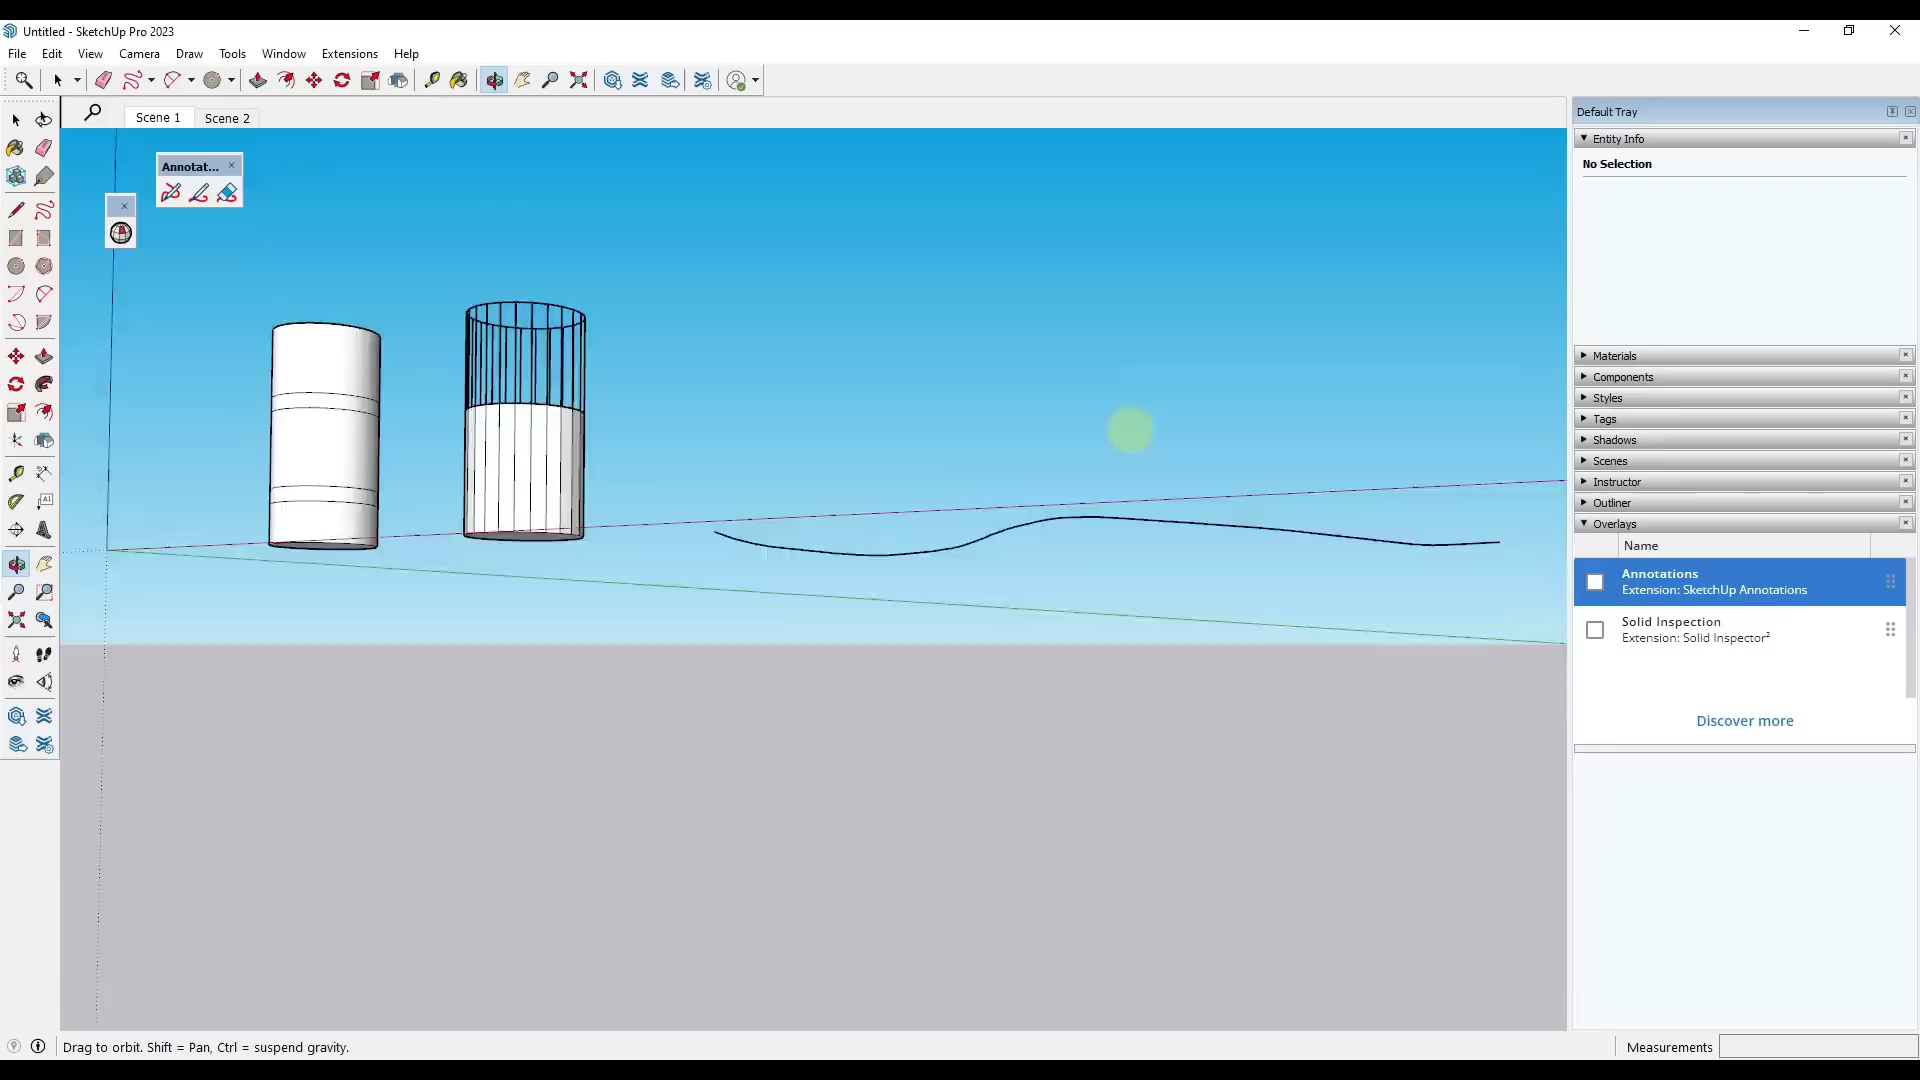 Untitled - SketchUp Pro 2023
File Edit View Camera Draw Tools Window Extensions Help
Scene 1 Scene 2
Annotat...
Default Tray
Entity Info
No Selection
Materials
Components
Styles
Tags
Shadows
Scenes
Instructor
Outliner
Overlays
Name
Annotations
Extension: SketchUp Annotations
Solid Inspection
Extension: Solid Inspector²
Discover more
Drag to orbit. Shift = Pan, Ctrl = suspend gravity.
Measurements